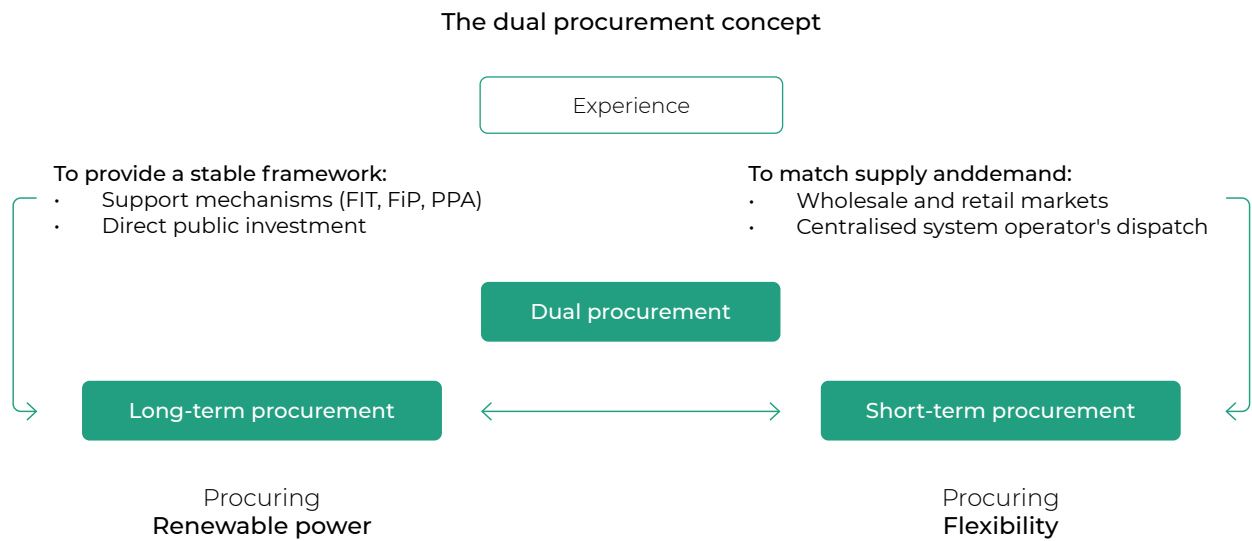 The dual procurement concept
Experience
To provide a stable framework:
• Support mechanisms (FIT, FiP, PPA)
• Direct public investment
To match supply anddemand:
• Wholesale and retail markets
• Centralised system operator's dispatch
Dual procurement
Long-term procurement
Short-term procurement
Procuring
Renewable power
Procuring
Flexibility